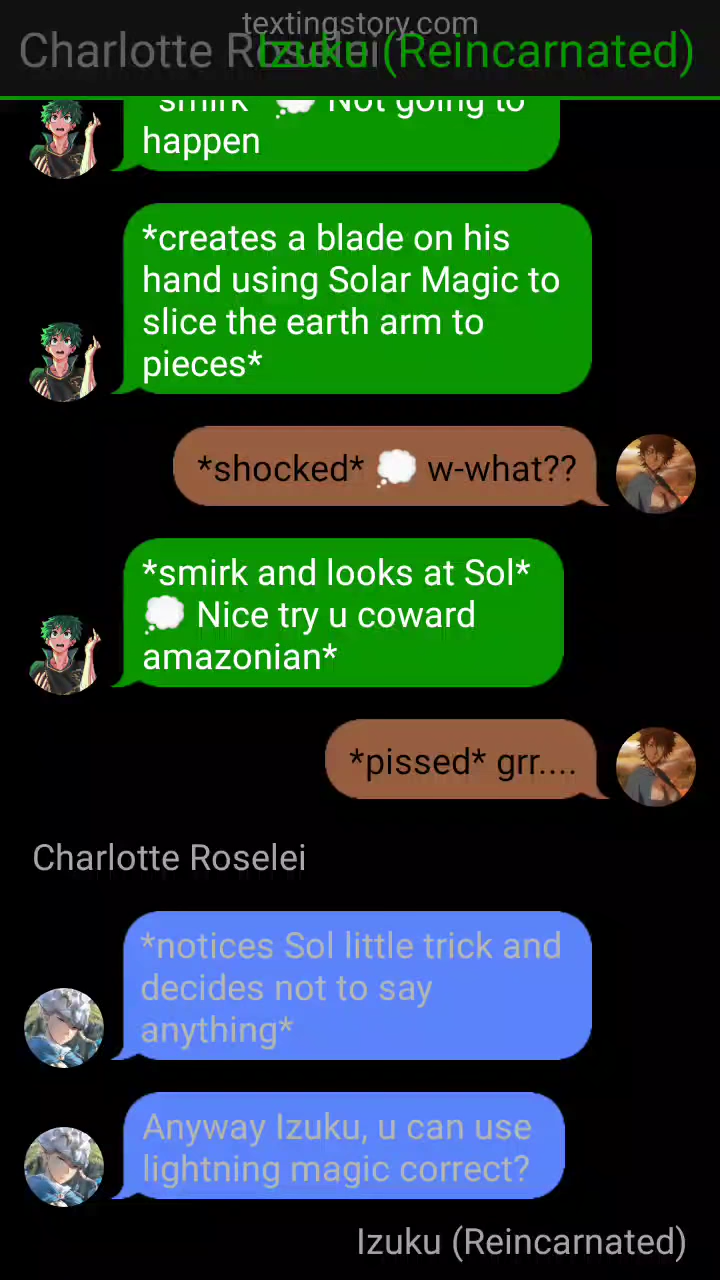 textingstory.com
Charlotte Roselei
Izuku (Reincarnated)
*smirk* 💭 Not going to
happen
*creates a blade on his
hand using Solar Magic to
slice the earth arm to
pieces*
*shocked* 💭 w-what??
*smirk and looks at Sol*
💭 Nice try u coward
amazonian*
*pissed* grr....
Charlotte Roselei
*notices Sol little trick and
decides not to say
anything*
Anyway Izuku, u can use
lightning magic correct?
Izuku (Reincarnated)